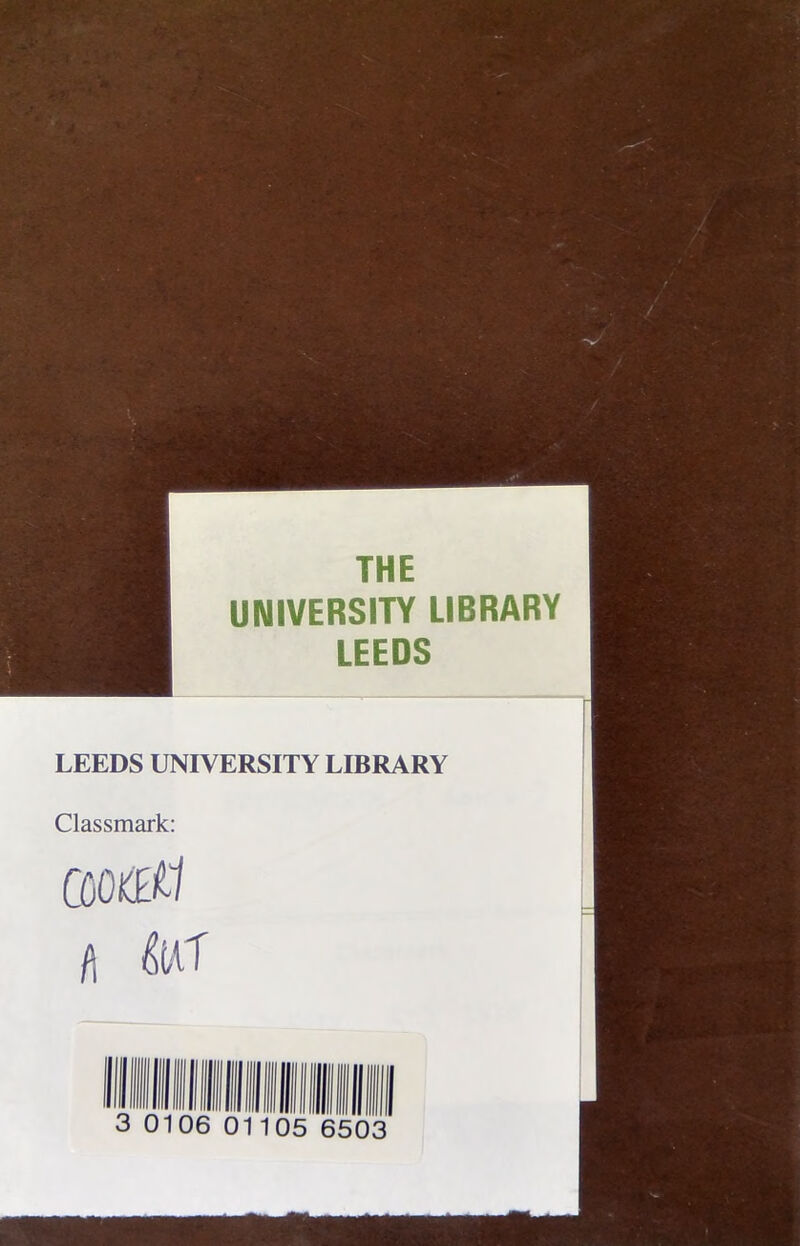 THE
UNIVERSITY LIBRARY
LEEDS
LEEDS UNIVERSITY LIBRARY
Classmark:
COOKERY
A BUT
3 0106 01105 6503